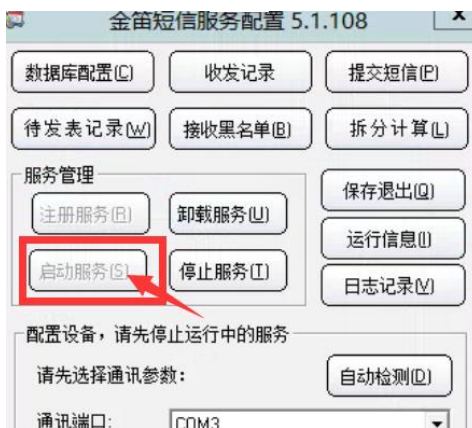 金笛短信服务配置 5.1.108 x
数据库配置(C) 收发记录 提交短信(P)
待发表记录(W) 接收黑名单(B) 拆分计算(L)
服务管理
注册服务(R) 卸载服务(U) 保存退出(Q)
启动服务(S) 停止服务(T) 运行信息(I)
日志记录(V)
配置设备，请先停止运行中的服务
请先选择通讯参数: 自动检测(D)
通讯端口: COM3